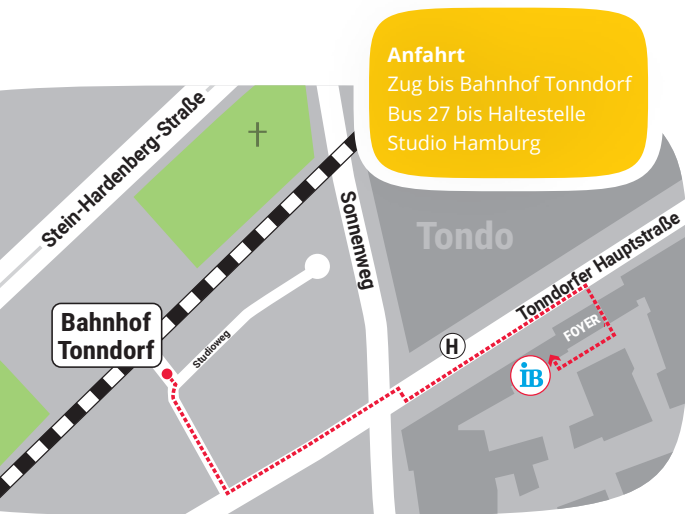 Anfahrt
Zug bis Bahnhof Tonndorf
Bus 27 bis Haltestelle
Studio Hamburg
Stein-Hardenberg-Straße
Sonnenweg
Tondo
Tonndorfer Hauptstraße
Bahnhof
Tonndorf
Studioweg
H
FOYER
iB